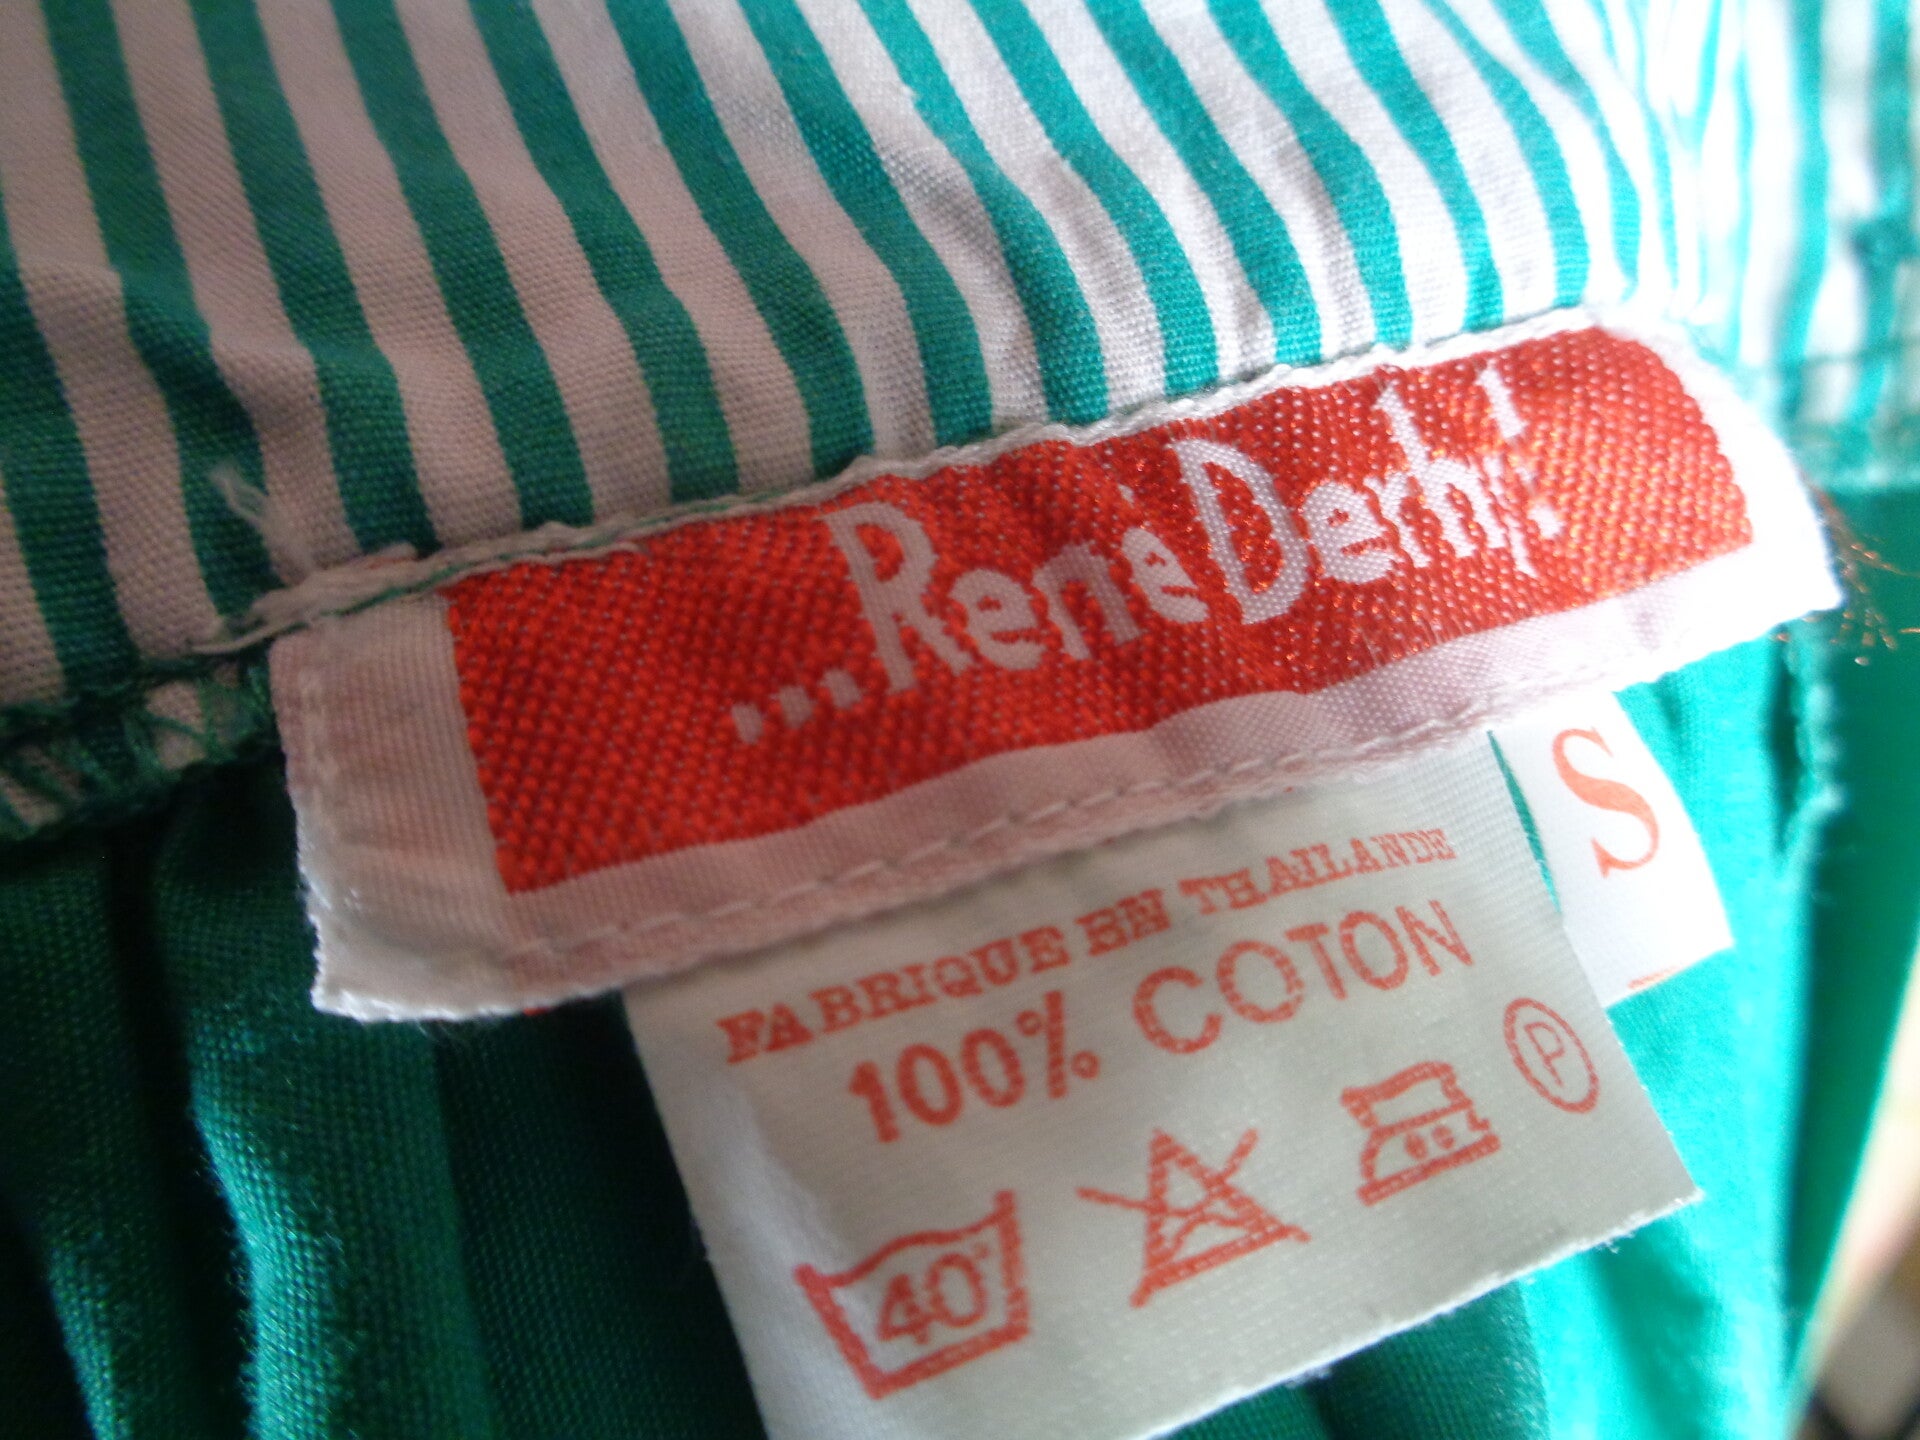 ...René Derhy!
S
FABRIQUE EN THAILANDE
100% COTON
40°
P